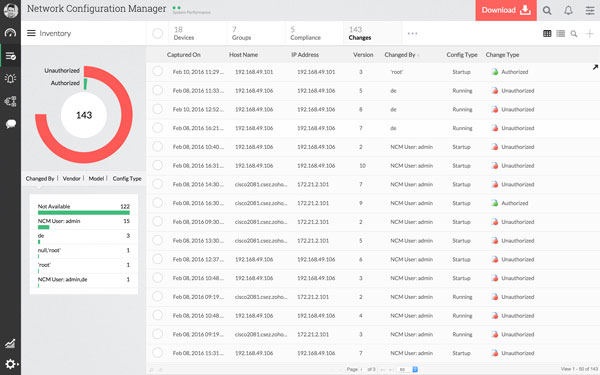 Network Configuration Manager
Download
Inventory
18 Devices
7 Groups
5 Compliance
143 Changes
Unauthorized
Authorized
143
Changed By | Vendor | Model | Config Type
Not Available 122
NCM User: admin 15
de 3
null,'root' 1
'root' 1
NCM User: admin,de 1
Captured On Host Name IP Address Version Changed By Config Type Change Type
Feb 10, 2016 11:29... 192.168.49.101 192.168.49.101 3 'root' Startup Authorized
Feb 08, 2016 11:33... 192.168.49.106 192.168.49.106 5 de Running Unauthorized
Feb 10, 2016 12:52... 192.168.49.106 192.168.49.106 8 de Running Unauthorized
Feb 08, 2016 16:31... 192.168.49.106 192.168.49.106 7 de Running Unauthorized
Feb 08, 2016 10:40... 192.168.49.106 192.168.49.106 2 NCM User: admin Startup Unauthorized
Feb 08, 2016 16:31... 192.168.49.106 192.168.49.106 10 NCM User: admin Startup Unauthorized
Feb 08, 2016 14:30... cisco2081.csez.zoho... 172.21.2.101 7 NCM User: admin Startup Unauthorized
Feb 08, 2016 16:31... cisco2081.csez.zoho... 172.21.2.101 9 NCM User: admin Startup Authorized
Feb 08, 2016 09:30... cisco2081.csez.zoho... 172.21.2.101 2 NCM User: admin Startup Unauthorized
Feb 08, 2016 13:30... cisco2081.csez.zoho... 172.21.2.101 5 NCM User: admin Startup Unauthorized
Feb 08, 2016 12:37... 192.168.49.106 192.168.49.106 6 NCM User: admin Startup Unauthorized
Feb 08, 2016 10:48... cisco2081.csez.zoho... 172.21.2.101 3 NCM User: admin Startup Unauthorized
Feb 08, 2016 09:19... cisco2081.csez.zoho... 172.21.2.101 2 NCM User: admin Running Unauthorized
Feb 08, 2016 10:48... 192.168.49.106 192.168.49.106 4 NCM User: admin Running Unauthorized
Feb 08, 2016 09:19... cisco2081.csez.zoho... 172.21.2.101 3 NCM User: admin Running Unauthorized
Feb 08, 2016 15:31... 192.168.49.106 192.168.49.106 7 NCM User: admin Startup Unauthorized
Page 1 of 3 50 View 1 - 50 of 143